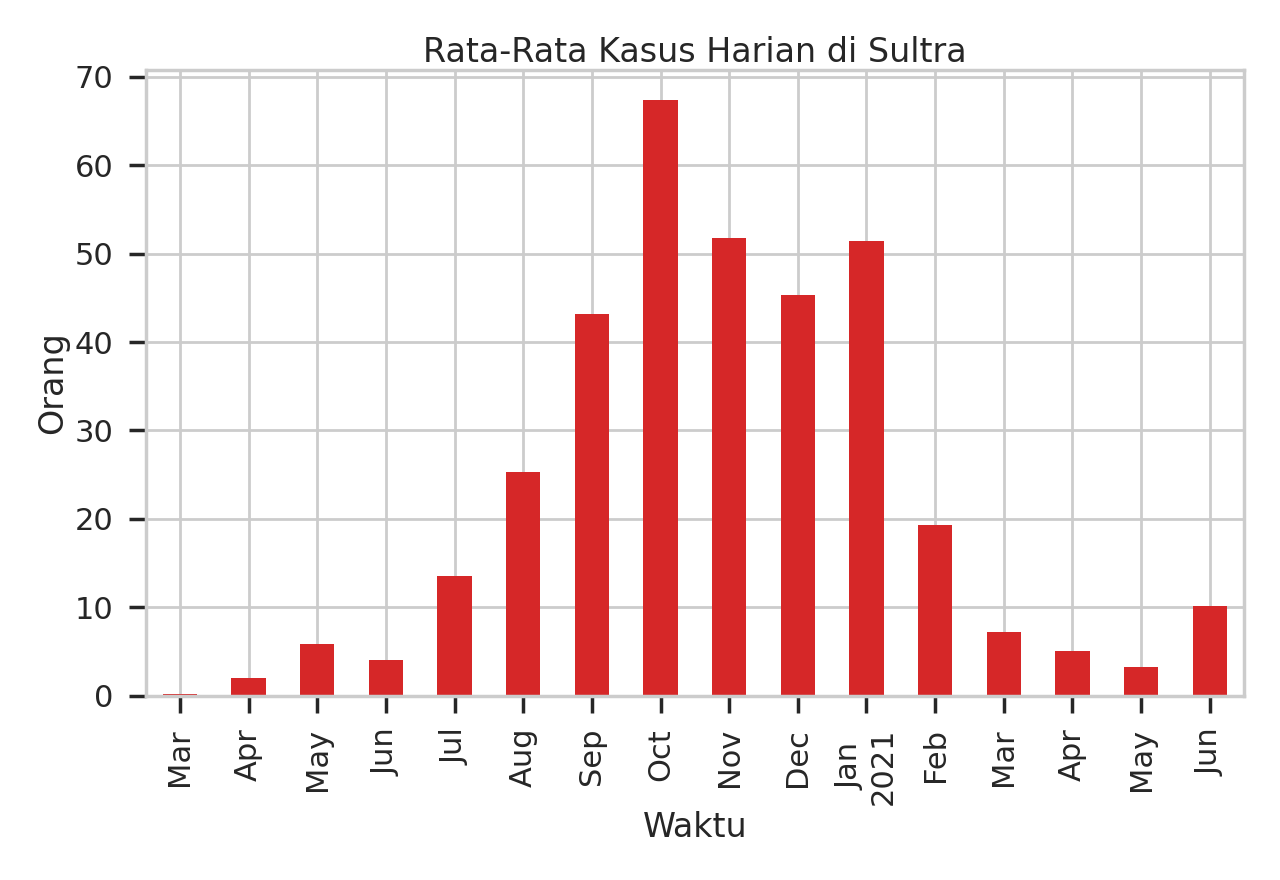 Rata-Rata Kasus Harian di Sultra
70
60
50
40
30
20
10
0
Orang
Mar
Apr
May
Jun
Jul
Aug
Sep
Oct
Nov
Dec
Jan
2021
Feb
Mar
Apr
May
Jun
Waktu